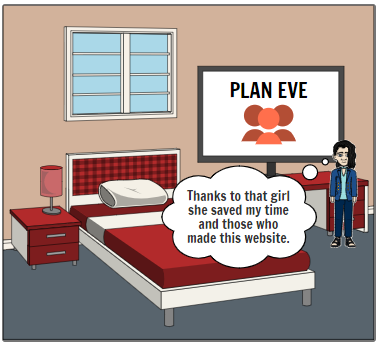 PLAN EVE
Thanks to that girl
she saved my time
and those who
made this website.